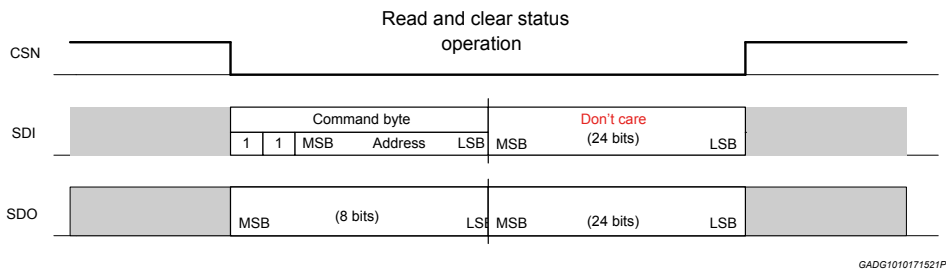 Read and clear status
operation
CSN
Command byte
Don't care
SDI
1 1 MSB Address LSB MSB (24 bits) LSB
SDO
MSB (8 bits) LSB MSB (24 bits) LSB
GADG1010171521P